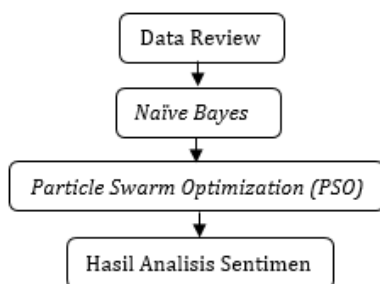 Data Review
Naïve Bayes
Particle Swarm Optimization (PSO)
Hasil Analisis Sentimen